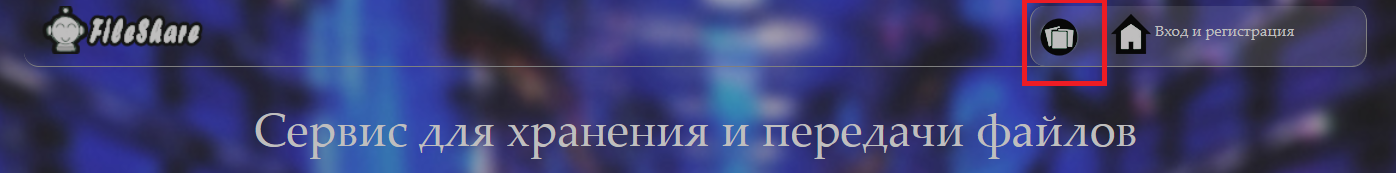 FileShare
Вход и регистрация
Сервис для хранения и передачи файлов